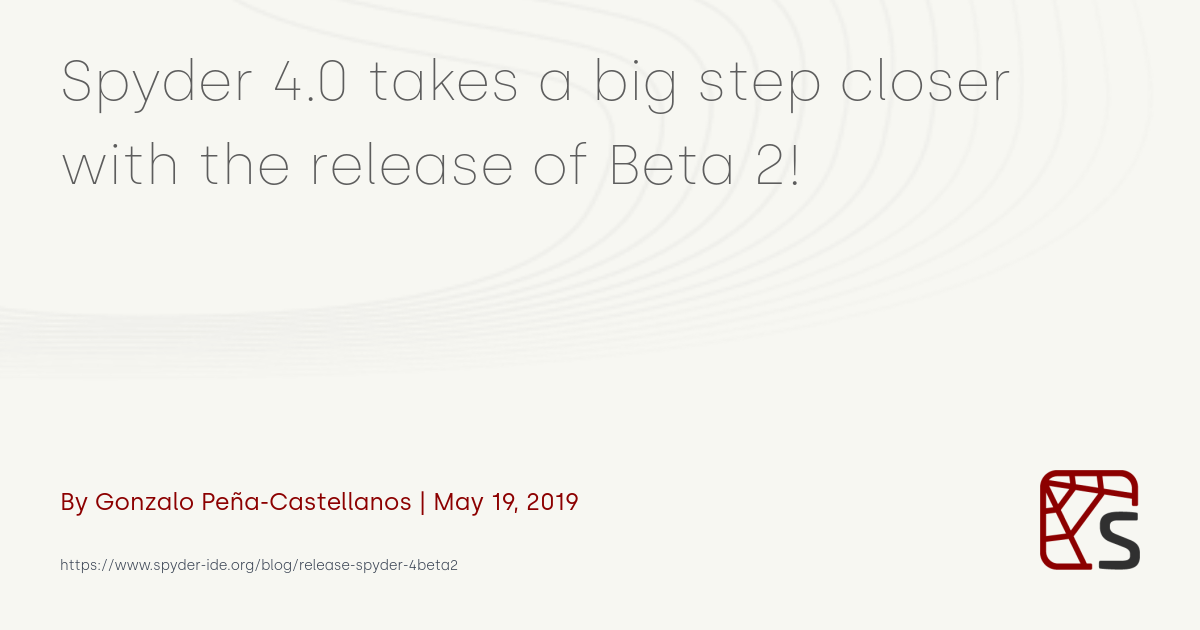 Spyder 4.0 takes a big step closer
with the release of Beta 2!
By Gonzalo Peña-Castellanos | May 19, 2019
https://www.spyder-ide.org/blog/release-spyder-4beta2
S